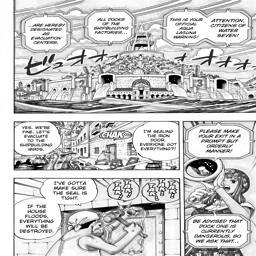 ATTENTION,
CITIZENS OF
WATER
SEVEN!
THIS IS YOUR
OFFICIAL
AQUA
LAGUNA
WARNING!
ALL DOCKS
OF THE
SHIPBUILDING
FACTORIES...
...ARE HEREBY
DESIGNATED
AS
EVACUATION
CENTERS.
PLEASE MAKE
YOUR EXIT IN A
PROMPT BUT
ORDERLY
MANNER!
I'M SEALING
THE IRON
DOOR.
EVERYONE GOT
EVERYTHING?!
CHAK
YES, WE'RE
FINE. LET'S
EVACUATE
TO THE
SHIPBUILDING
YARDS.
BE ADVISED THAT
DOCK ONE IS
CURRENTLY
DANGEROUS, SO
WE ASK THAT...
I'VE GOTTA
MAKE SURE
THE SEAL IS
TIGHT.
IF THE
HOUSE
FLOODS,
EVERYTHING
WILL BE
DESTROYED.